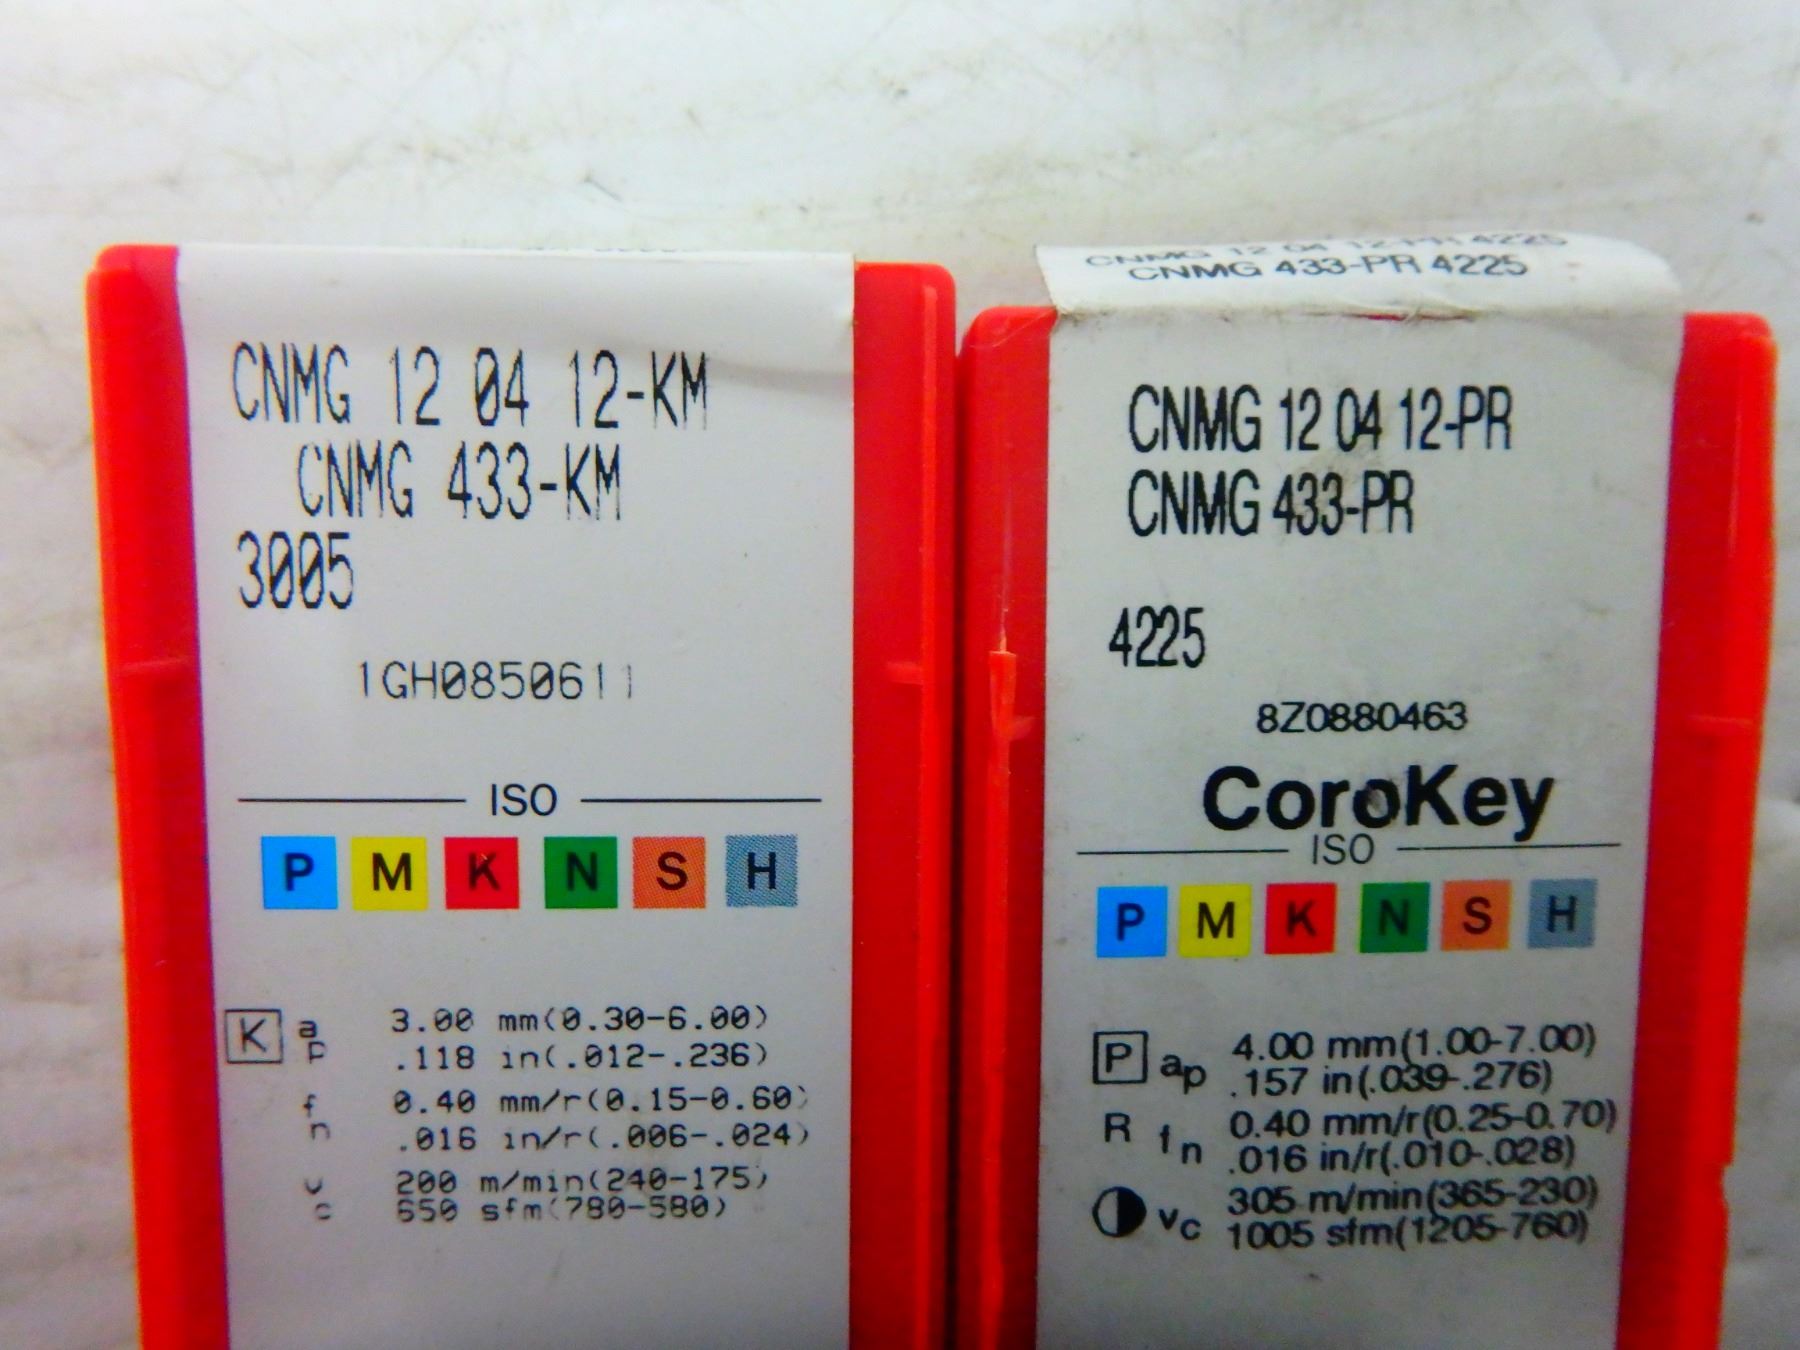 CNMG 12 04 12-KM
CNMG 433-KM
3005
1GH0850611
ISO
P M K N S H
K ap 3.00 mm(0.30-6.00)
.118 in(.012-.236)
fn 0.40 mm/r(0.15-0.60)
.016 in/r(.006-.024)
vc 200 m/min(240-175)
650 sfm(780-580)
CNMG 12 04 12-PR 4225
CNMG 433-PR 4225
CNMG 12 04 12-PR
CNMG 433-PR
4225
8Z0880463
CoroKey
ISO
P M K N S H
P ap 4.00 mm(1.00-7.00)
.157 in(.039-.276)
R fn 0.40 mm/r(0.25-0.70)
.016 in/r(.010-.028)
vc 305 m/min(365-230)
1005 sfm(1205-760)